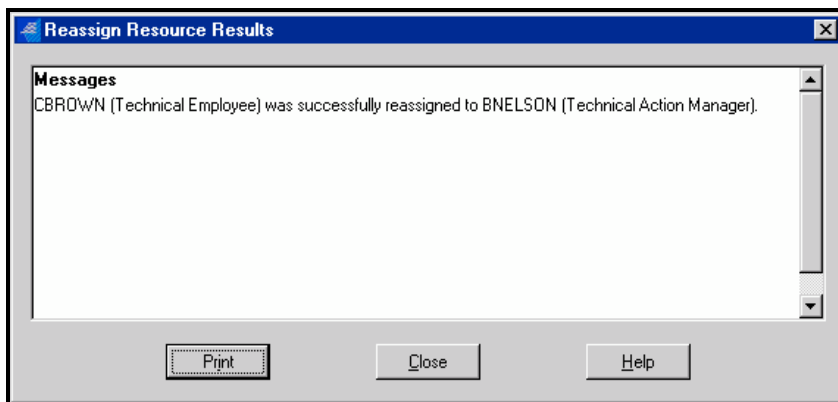 Reassign Resource Results
Messages
CBROWN (Technical Employee) was successfully reassigned to BNELSON (Technical Action Manager).
Print
Close
Help